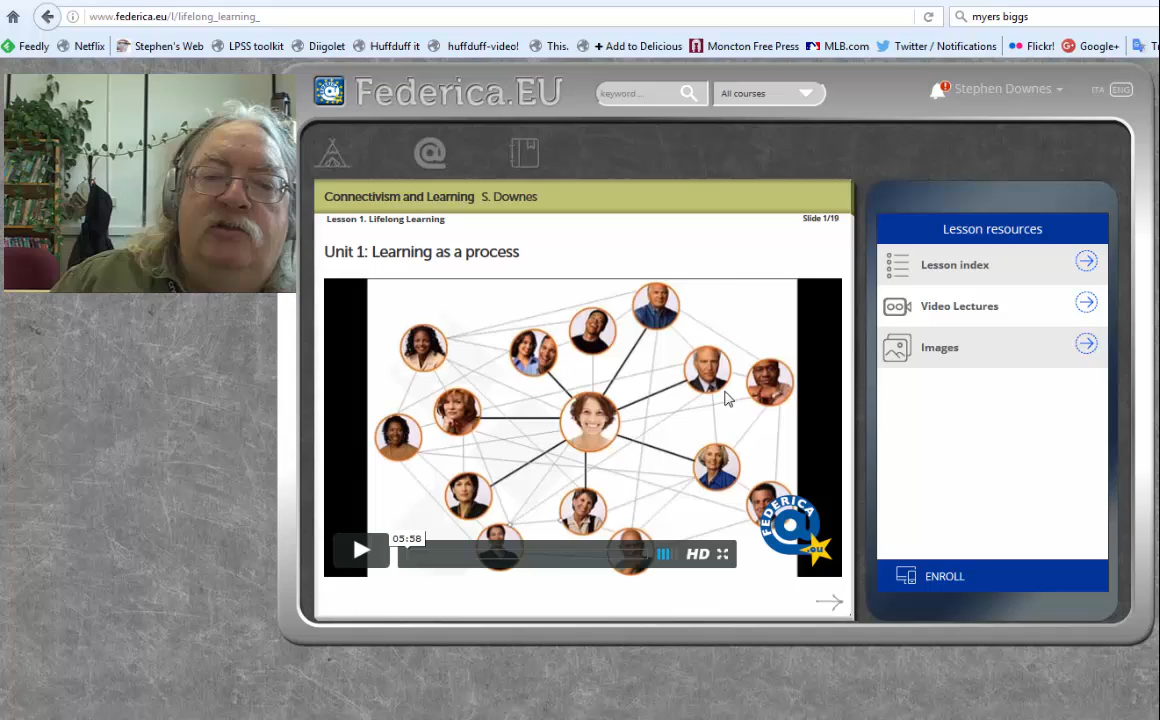 www.federica.eu/l/lifelong_learning_
myers biggs
Feedly Netflix Stephen's Web LPSS toolkit Diigolet Huffduff it huffduff-video! This. + Add to Delicious Moncton Free Press MLB.com Twitter / Notifications Flickr! Google+
Federica.EU
keyword ...
All courses
Stephen Downes
ITA ENG
Connectivism and Learning S. Downes
Lesson 1. Lifelong Learning
Slide 1/19
Unit 1: Learning as a process
05:58
HD
FEDERICA
.eu
Lesson resources
Lesson index
Video Lectures
Images
ENROLL